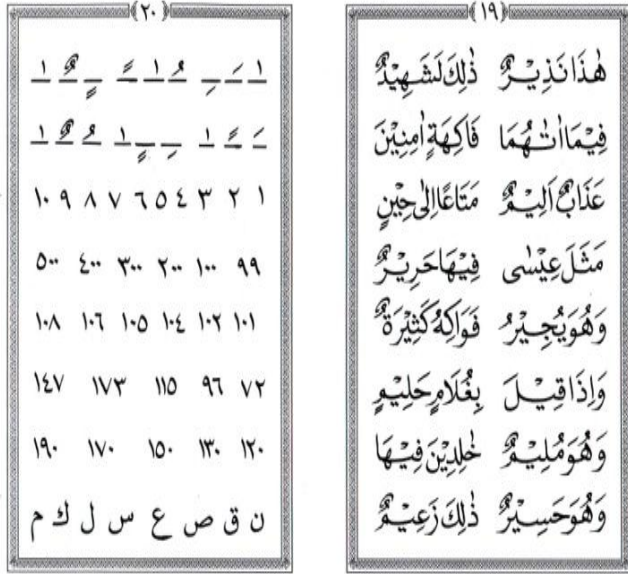 ﴿١٩﴾
هٰذَا نَذِيْرٌ ذٰلِكَ لَشَهِيْدٌ
فِيْمَا اٰتٰىهُمَا فَاكِهَةٍ اٰمِنِيْنَ
عَذَابٌ اَلِيْمٌ مَتَاعًا اِلٰى حِيْنٍ
مَثَلَ عِيْسٰى فِيْهَا حَرِيْرٌ
وَهُوَ يُجِيْرُ فَوَاكِهُ كَثِيْرَةٌ
وَاِذَا قِيْلَ بِغُلَامٍ حَلِيْمٍ
وَهُوَ مُلِيْمٌ خٰلِدِيْنَ فِيْهَا
وَهُوَ حَسِيْرٌ ذٰلِكَ زَعِيْمٌ
﴿٢٠﴾
١ ٢ ٣ ٤ ٥ ٦ ٧ ٨ ٩ ١٠
٩٩ ١٠٠ ٢٠٠ ٣٠٠ ٤٠٠ ٥٠٠
١٠١ ١٠٢ ١٠٤ ١٠٥ ١٠٦ ١٠٨
٧٢ ٩٦ ١١٥ ١٧٣ ١٤٧
١٢٠ ١٣٠ ١٥٠ ١٧٠ ١٩٠
ن ق ص ع س ل ك م